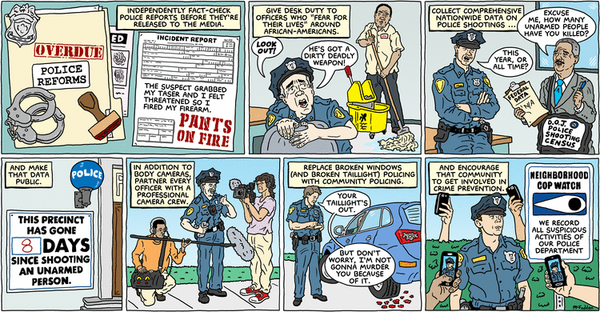 OVERDUE
POLICE
REFORMS
INDEPENDENTLY FACT-CHECK
POLICE REPORTS BEFORE THEY'RE
RELEASED TO THE MEDIA.
INCIDENT REPORT
THE SUSPECT GRABBED
MY TASER AND I FELT
THREATENED SO I
FIRED MY FIREARM.
PANTS
ON FIRE
GIVE DESK DUTY TO
OFFICERS WHO "FEAR FOR
THEIR LIVES" AROUND
AFRICAN-AMERICANS.
LOOK
OUT!
HE'S GOT A
DIRTY DEADLY
WEAPON!
COLLECT COMPREHENSIVE
NATIONWIDE DATA ON
POLICE SHOOTINGS ...
EXCUSE
ME, HOW MANY
UNARMED PEOPLE
HAVE YOU KILLED?
THIS
YEAR, OR
ALL TIME?
FEDERAL
DATA
D.O.J.
POLICE
SHOOTING
CENSUS
AND MAKE
THAT DATA
PUBLIC.
POLICE
THIS PRECINCT
HAS GONE
8 DAYS
SINCE SHOOTING
AN UNARMED
PERSON.
IN ADDITION TO
BODY CAMERAS,
PARTNER EVERY
OFFICER WITH A
PROFESSIONAL
CAMERA CREW.
REPLACE BROKEN WINDOWS
(AND BROKEN TAILLIGHT) POLICING
WITH COMMUNITY POLICING.
YOUR
TAILLIGHT'S
OUT.
BUT DON'T
WORRY, I'M NOT
GONNA MURDER
YOU BECAUSE
OF IT.
AND ENCOURAGE
THAT COMMUNITY
TO GET INVOLVED IN
CRIME PREVENTION.
NEIGHBORHOOD
COP WATCH
WE RECORD
ALL SUSPICIOUS
ACTIVITIES OF
OUR POLICE
DEPARTMENT